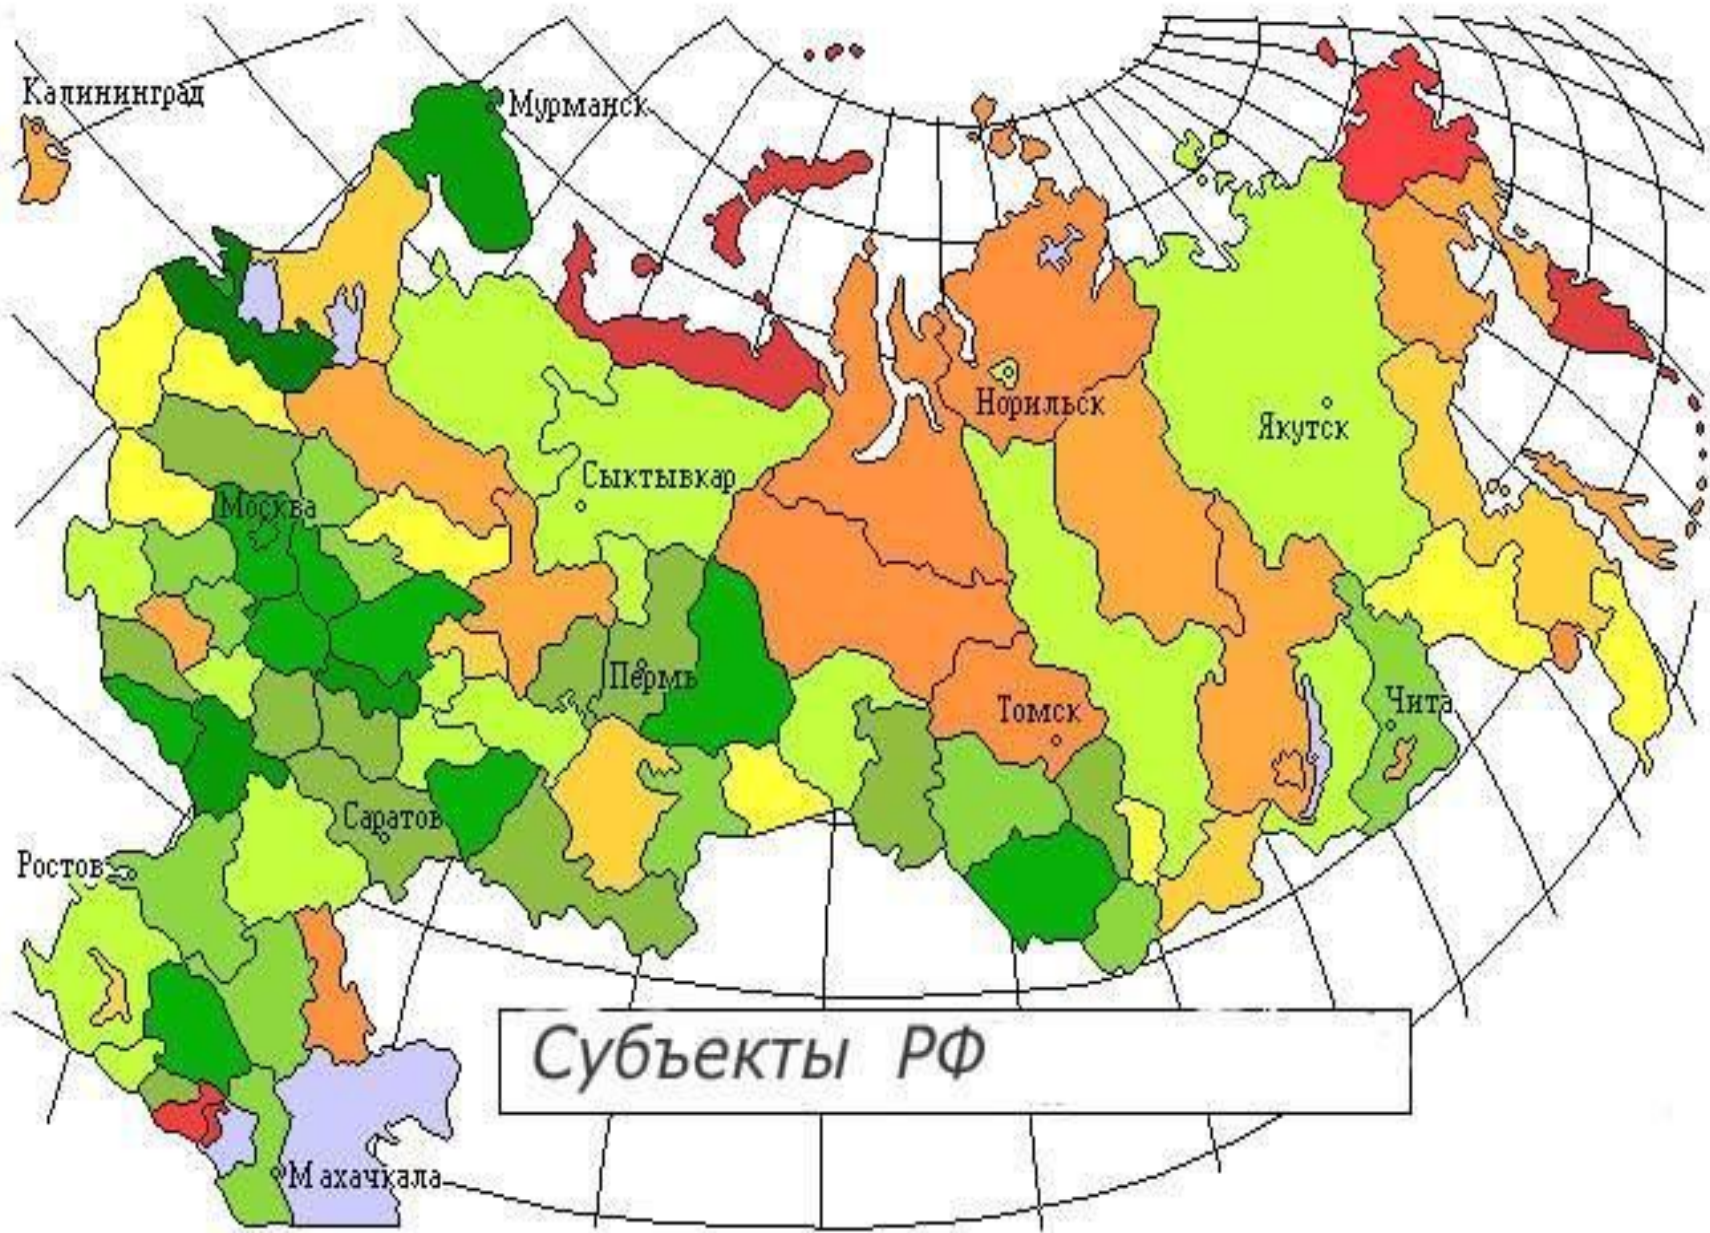 Калининград
Мурманск
Норильск
Якутск
Сыктывкар
Москва
Пермь
Томск
Чита
Саратов
Ростов
Субъекты РФ
Махачкала